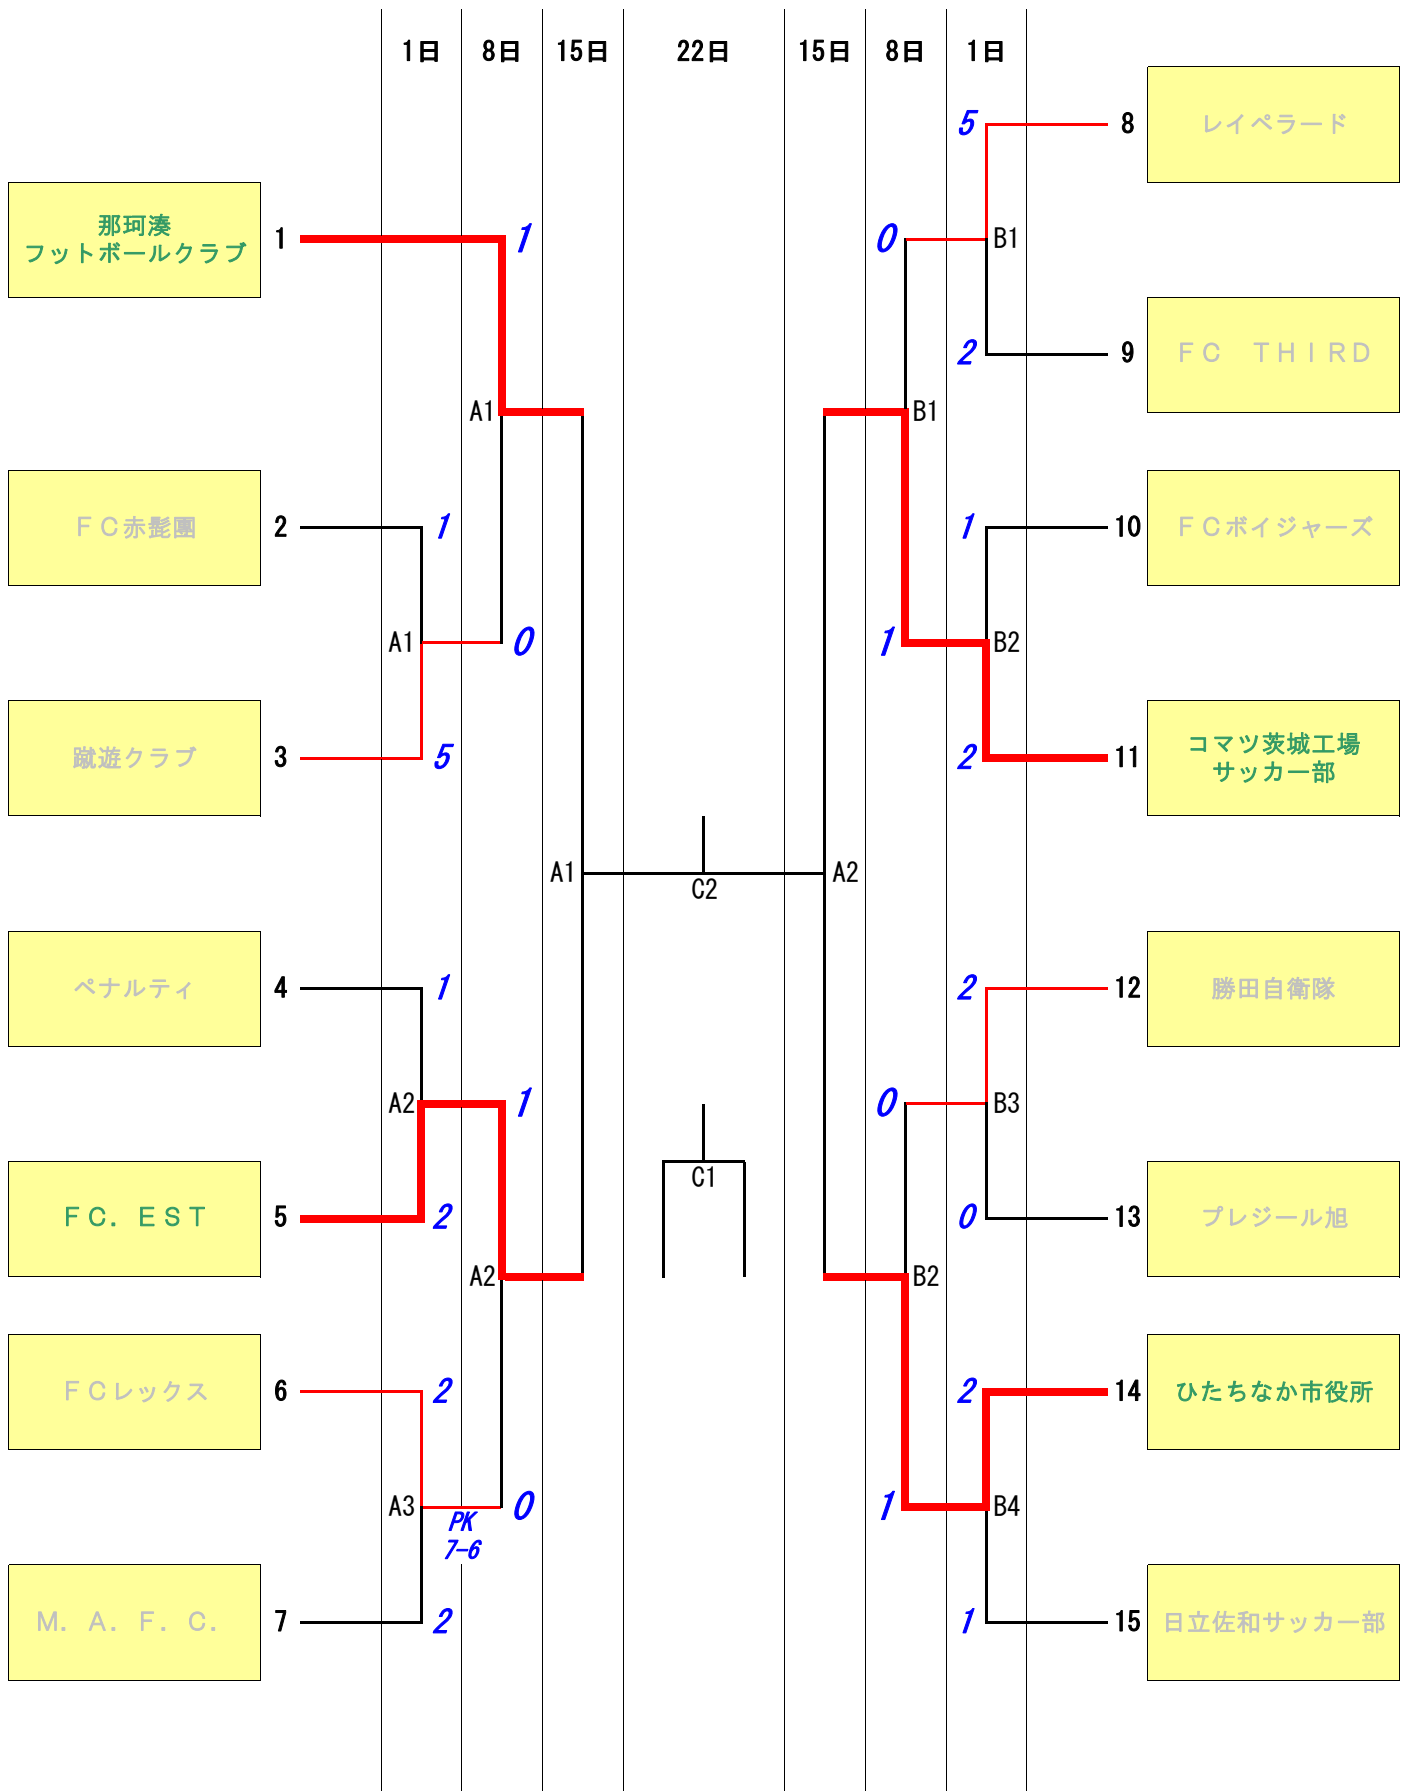 1日 8日 15日 22日 15日 8日 1日
5 8 レイペラード
那珂湊
フットボールクラブ 1 1 0 B1
2 9 ＦＣ　ＴＨＩＲＤ
A1 B1
ＦＣ赤髭團 2 1 1 10 ＦＣボイジャーズ
A1 0 1 B2
蹴遊クラブ 3 5 2 11 コマツ茨城工場
サッカー部
A1 C2 A2
ペナルティ 4 1 2 12 勝田自衛隊
A2 1 0 B3
C1
ＦＣ．ＥＳＴ 5 2 0 13 プレジール旭
A2 B2
ＦＣレックス 6 2 2 14 ひたちなか市役所
A3 0 1 B4
PK
7-6
Ｍ．Ａ．Ｆ．Ｃ． 7 2 1 15 日立佐和サッカー部